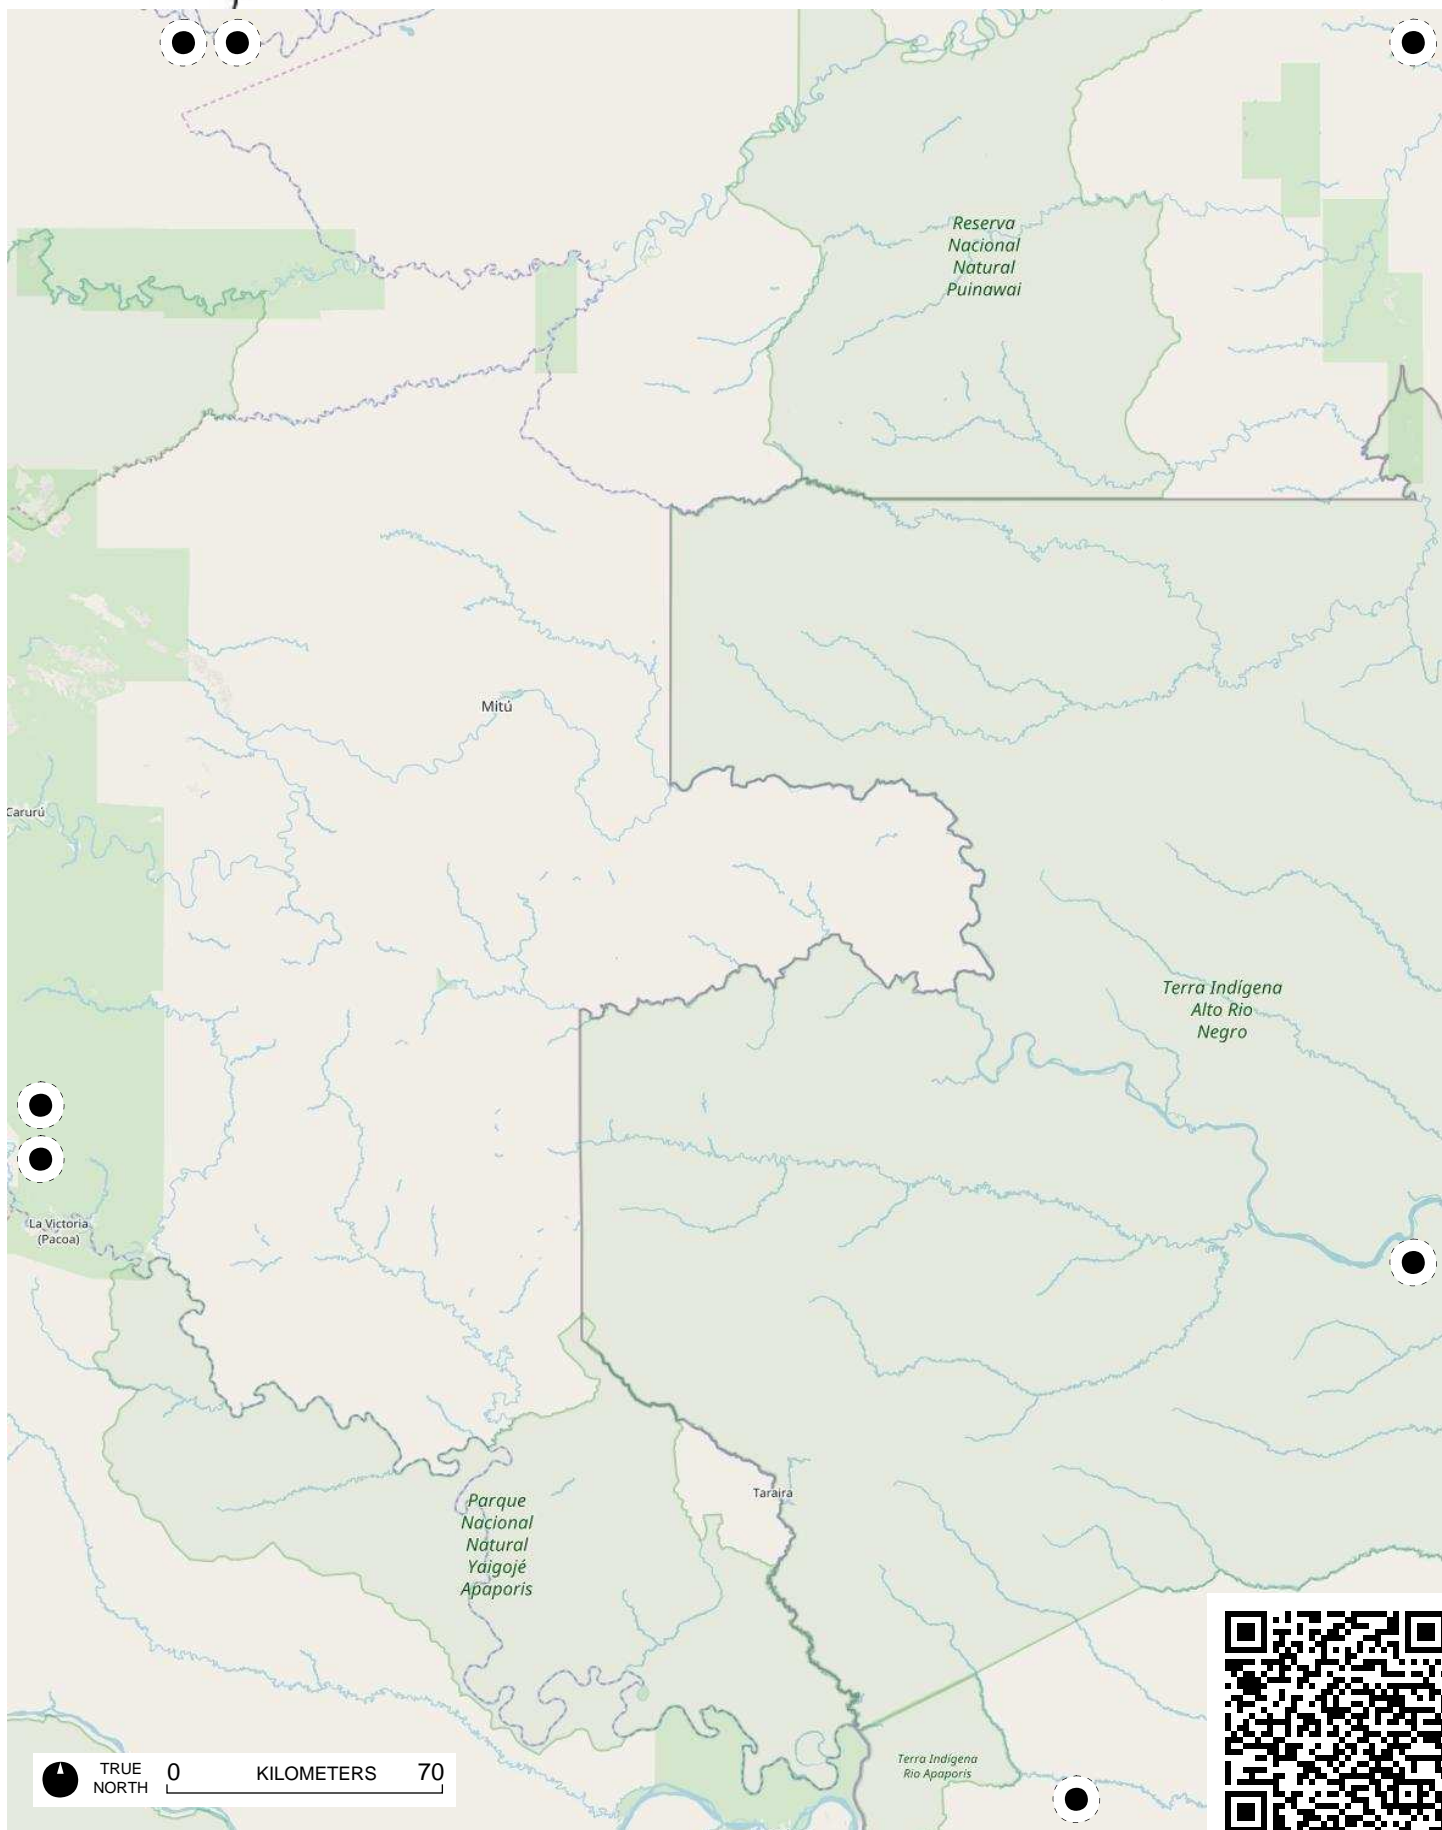 Reserva
Nacional
Natural
Puinawai
Mitú
Carurú
Terra Indígena
Alto Rio
Negro
La Victoria
(Pacoa)
Taraira
Parque
Nacional
Natural
Yaigojé
Apaporis
Terra Indígena
Rio Apaporis
TRUE
NORTH
0 KILOMETERS 70